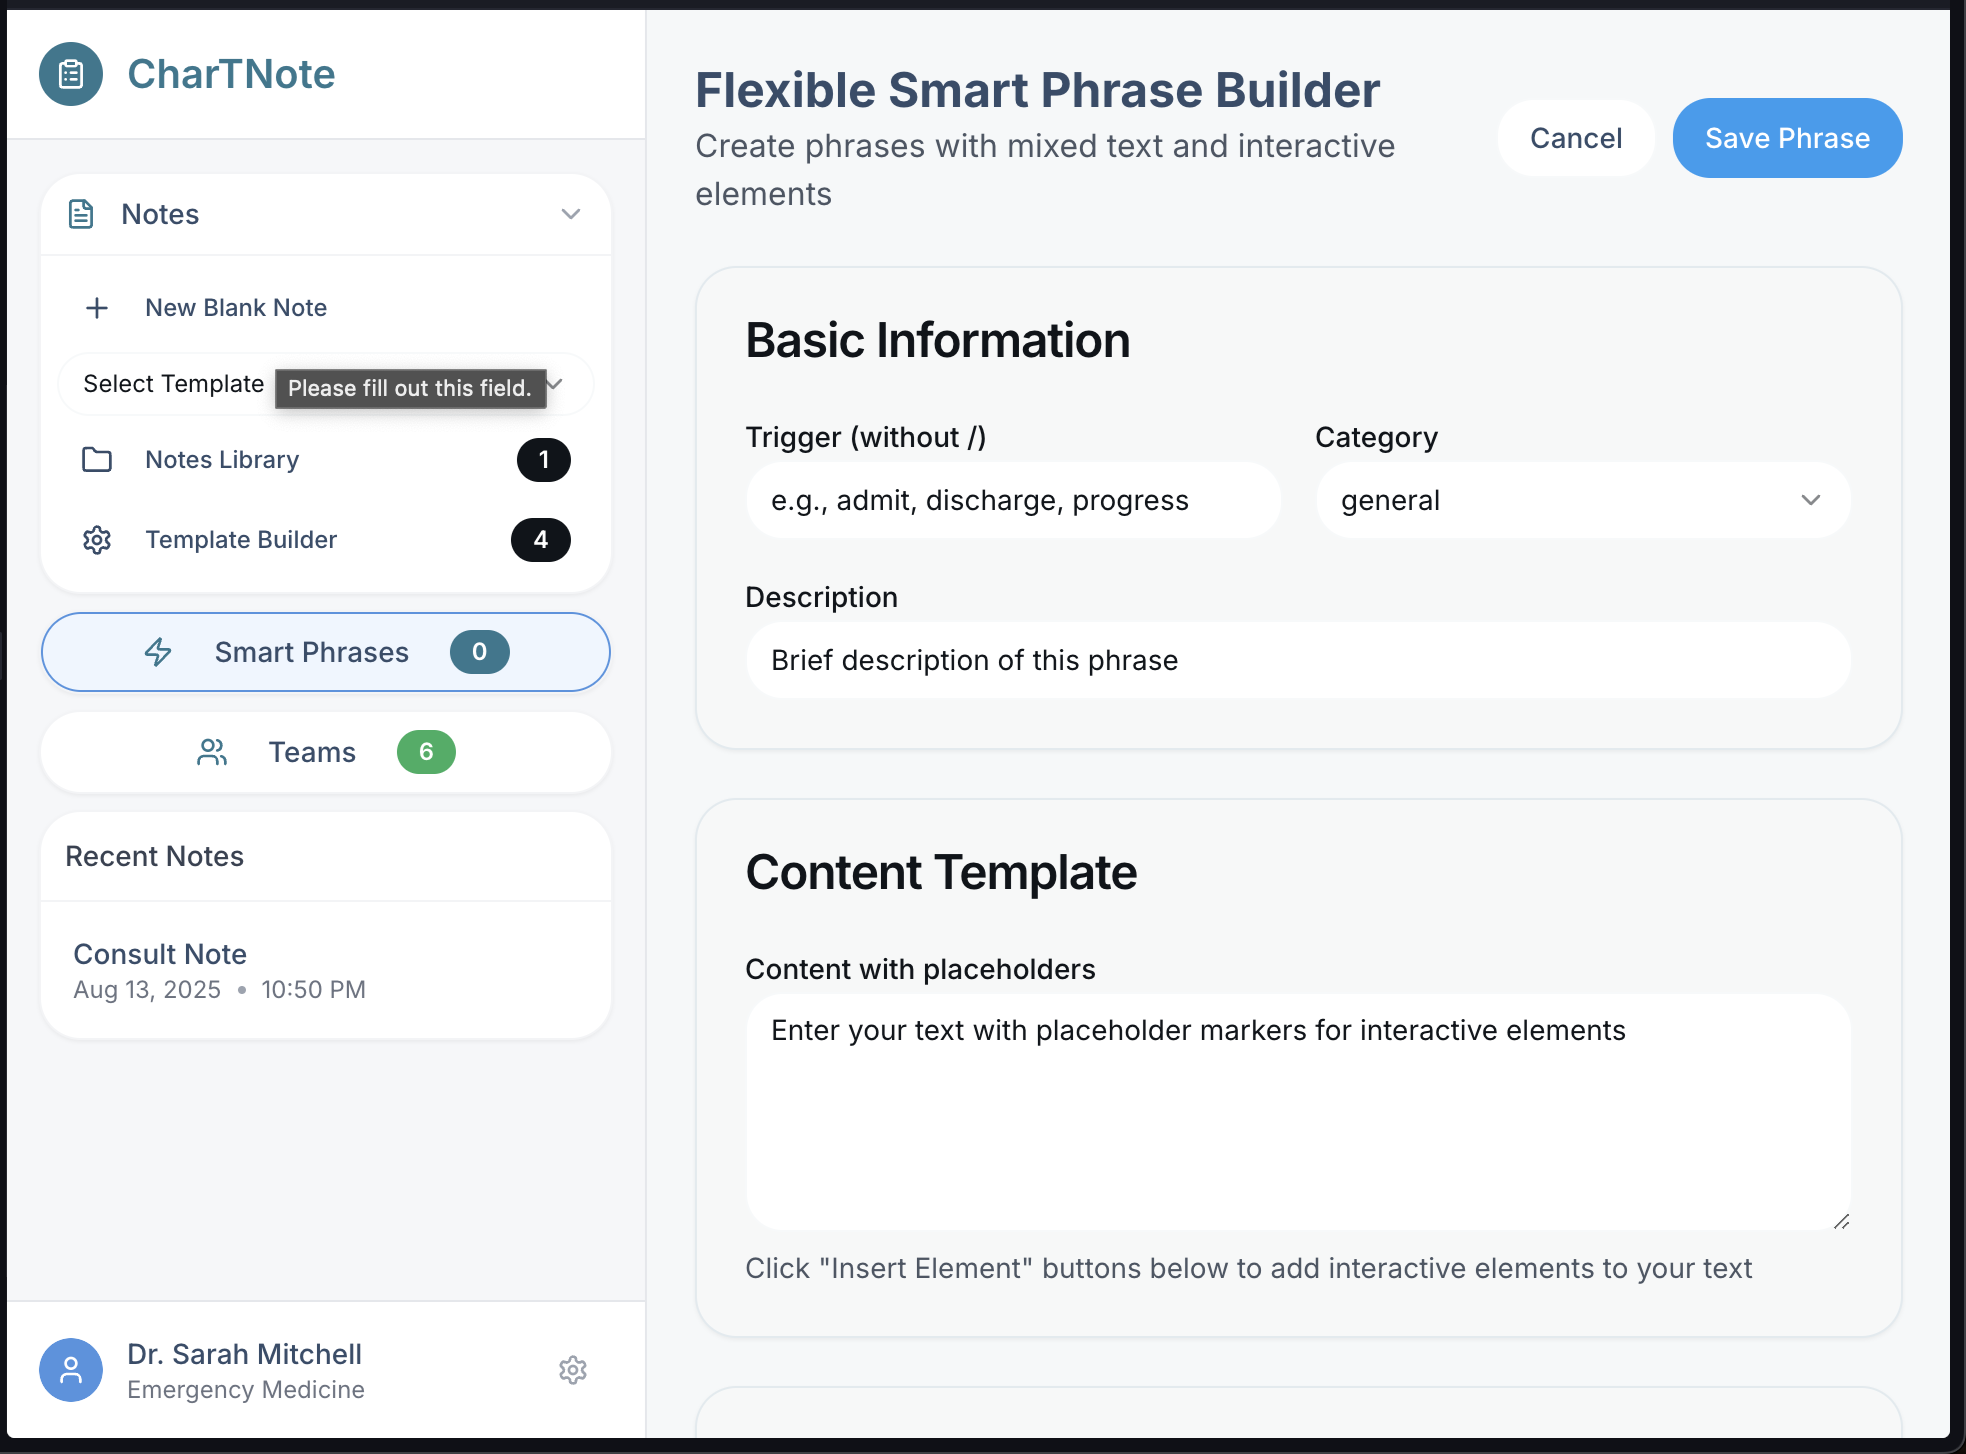 CharTNote
Notes
New Blank Note
Select Template
Please fill out this field.
Notes Library
1
Template Builder
4
Smart Phrases
0
Teams
6
Recent Notes
Consult Note
Aug 13, 2025 • 10:50 PM
Dr. Sarah Mitchell
Emergency Medicine
Flexible Smart Phrase Builder
Create phrases with mixed text and interactive
elements
Cancel
Save Phrase
Basic Information
Trigger (without /)
e.g., admit, discharge, progress
Category
general
Description
Brief description of this phrase
Content Template
Content with placeholders
Enter your text with placeholder markers for interactive elements
Click "Insert Element" buttons below to add interactive elements to your text